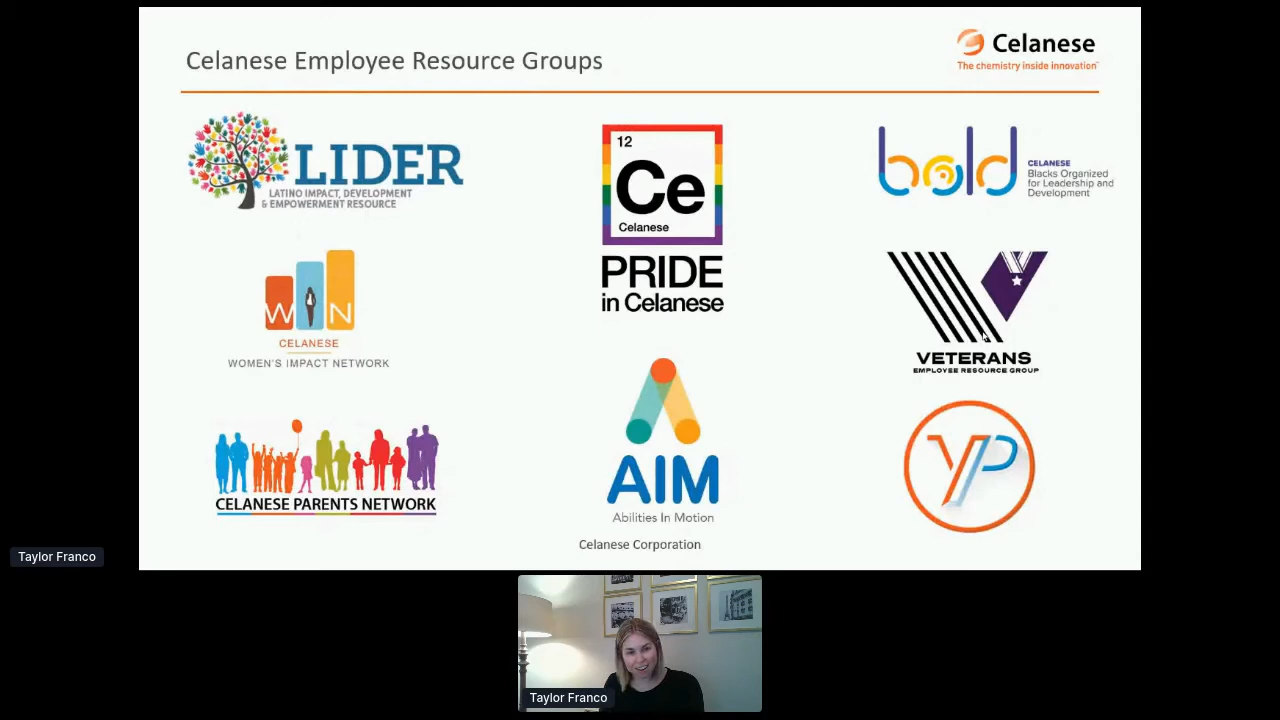 Celanese Employee Resource Groups
Celanese
The chemistry inside innovation™
LIDER
LATINO IMPACT, DEVELOPMENT
& EMPOWERMENT RESOURCE
12
Ce
Celanese
PRIDE
in Celanese
bold
CELANESE
Blacks Organized
for Leadership and
Development
WIN
CELANESE
WOMEN'S IMPACT NETWORK
V
VETERANS
EMPLOYEE RESOURCE GROUP
CELANESE PARENTS NETWORK
AIM
Abilities In Motion
YP
Celanese Corporation
Taylor Franco
Taylor Franco